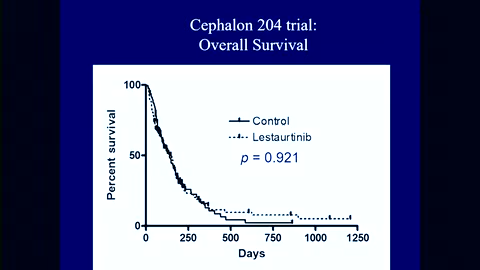 Cephalon 204 trial:
Overall Survival
100
50
0
Percent survival
Control
Lestaurtinib
p = 0.921
0
250
500
750
1000
1250
Days